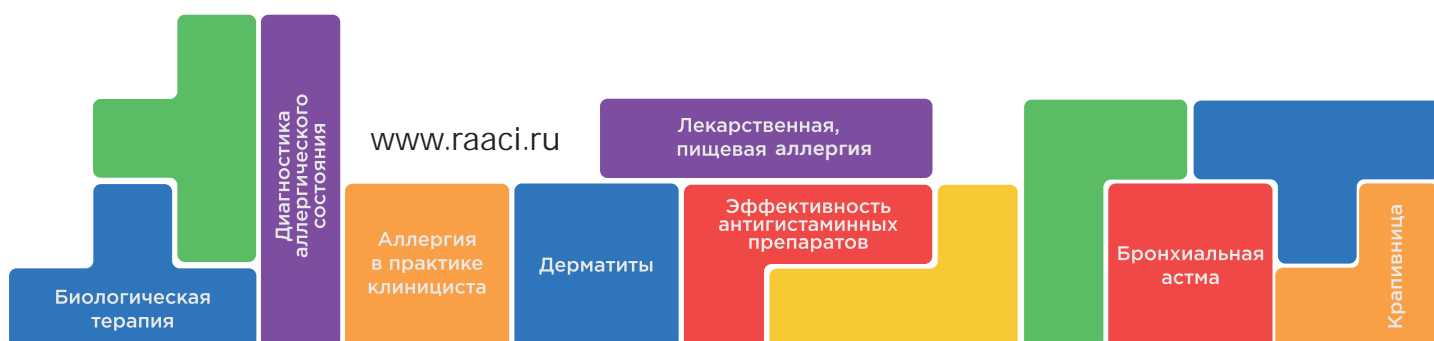 Биологическая
терапия
Диагностика
аллергического
состояния
www.raaci.ru
Аллергия
в практике
клинициста
Дерматиты
Лекарственная,
пищевая аллергия
Эффективность
антигистаминных
препаратов
Бронхиальная
астма
Крапивница